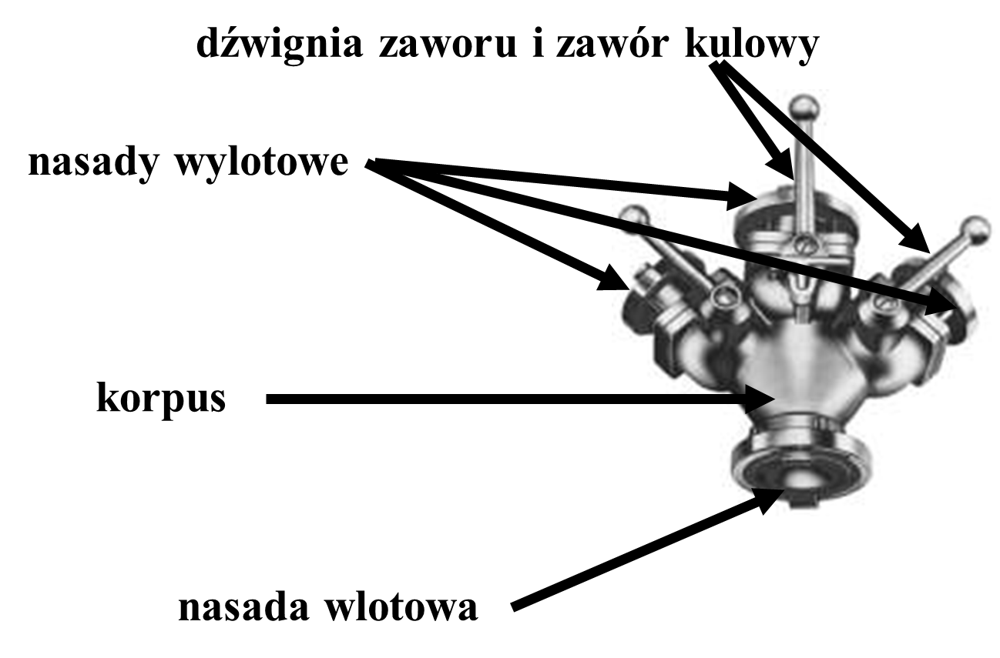 dźwignia zaworu i zawór kulowy
nasady wylotowe
korpus
nasada wlotowa